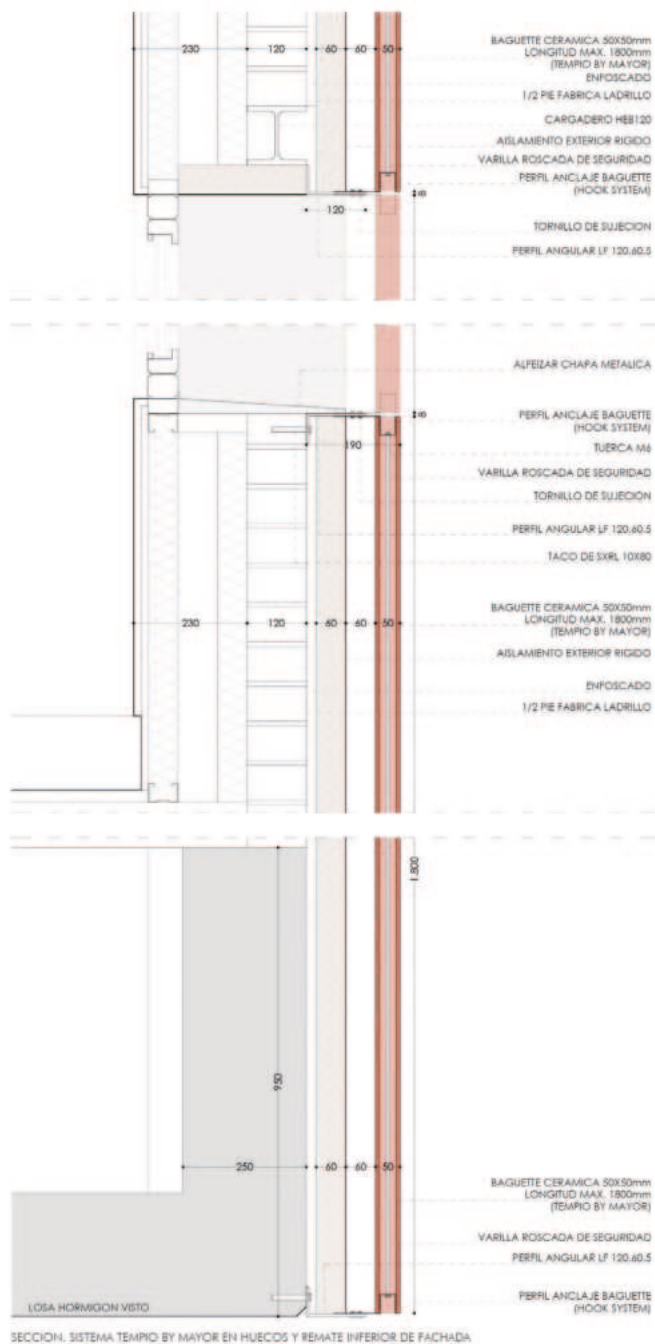 230 120 60 60 50
BAGUETTE CERAMICA 50X50mm
LONGITUD MAX. 1800mm
(TEMPIO BY MAYOR)
ENFOSCADO
1/2 PIE FABRICA LADRILLO
CARGADERO HEB120
AISLAMIENTO EXTERIOR RIGIDO
VARILLA ROSCADA DE SEGURIDAD
PERFIL ANCLAJE BAGUETTE
(HOOK SYSTEM)
120
TORNILLO DE SUJECION
PERFIL ANGULAR LF 120.60.5
ALFEIZAR CHAPA METALICA
PERFIL ANCLAJE BAGUETTE
(HOOK SYSTEM)
190
TUERCA M6
VARILLA ROSCADA DE SEGURIDAD
TORNILLO DE SUJECION
PERFIL ANGULAR LF 120.60.5
TACO DE SXRL 10X80
230 120 60 60 50
BAGUETTE CERAMICA 50X50mm
LONGITUD MAX. 1800mm
(TEMPIO BY MAYOR)
AISLAMIENTO EXTERIOR RIGIDO
ENFOSCADO
1/2 PIE FABRICA LADRILLO
1.800
950
250 60 60 50
BAGUETTE CERAMICA 50X50mm
LONGITUD MAX. 1800mm
(TEMPIO BY MAYOR)
VARILLA ROSCADA DE SEGURIDAD
PERFIL ANGULAR LF 120.60.5
PERFIL ANCLAJE BAGUETTE
(HOOK SYSTEM)
LOSA HORMIGON VISTO
SECCION. SISTEMA TEMPIO BY MAYOR EN HUECOS Y REMATE INFERIOR DE FACHADA